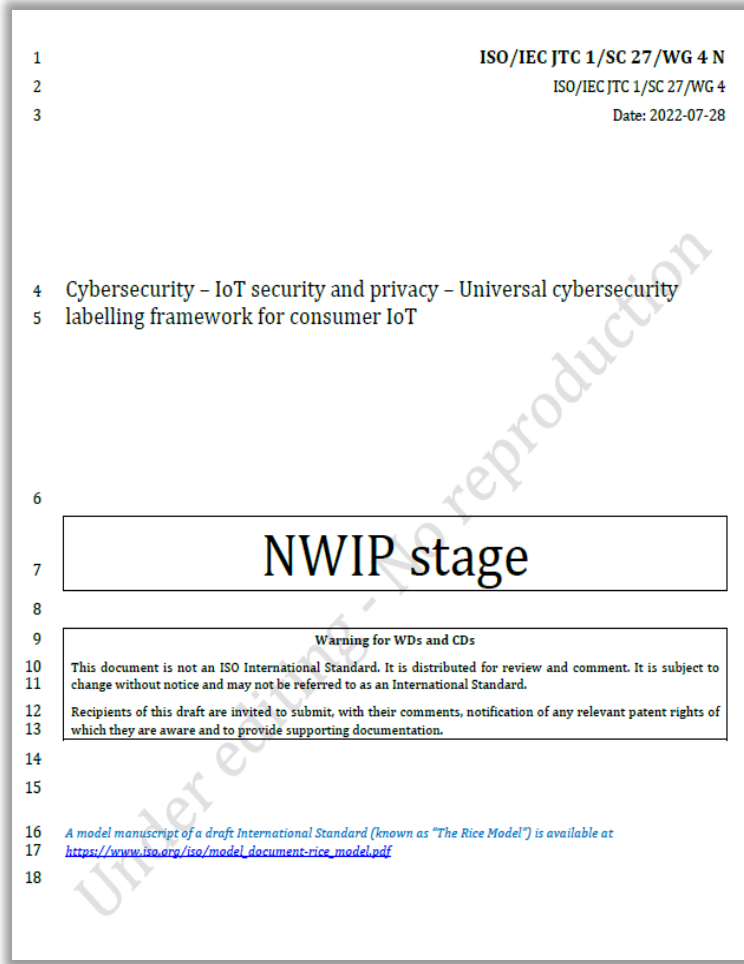 1 ISO/IEC JTC 1/SC 27/WG 4 N
2 ISO/IEC JTC 1/SC 27/WG 4
3 Date: 2022-07-28
4 Cybersecurity – IoT security and privacy – Universal cybersecurity
5 labelling framework for consumer IoT
6
7 NWIP stage
8
9 Warning for WDs and CDs
10 This document is not an ISO International Standard. It is distributed for review and comment. It is subject to
11 change without notice and may not be referred to as an International Standard.
12 Recipients of this draft are invited to submit, with their comments, notification of any relevant patent rights of
13 which they are aware and to provide supporting documentation.
14
15
16 A model manuscript of a draft International Standard (known as "The Rice Model") is available at
17 https://www.iso.org/iso/model_document-rice_model.pdf
18
Under editing - No reproduction